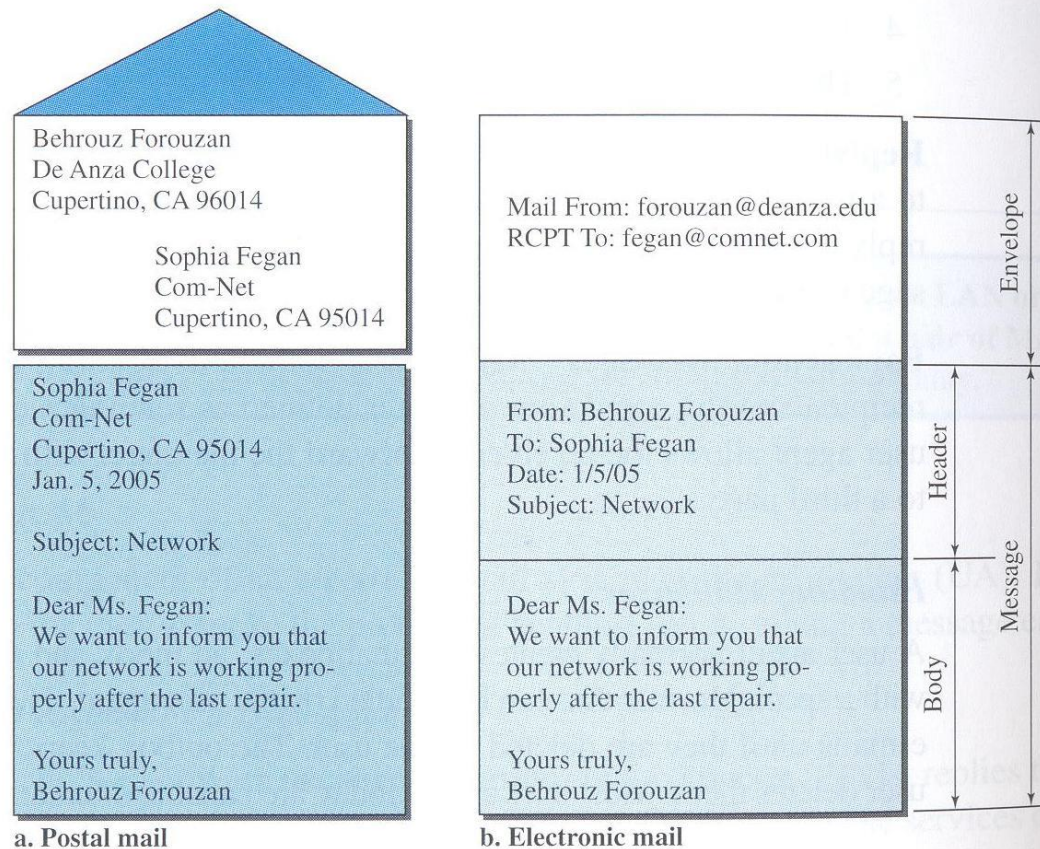 Behrouz Forouzan
De Anza College
Cupertino, CA 96014
Sophia Fegan
Com-Net
Cupertino, CA 95014
Sophia Fegan
Com-Net
Cupertino, CA 95014
Jan. 5, 2005
Subject: Network
Dear Ms. Fegan:
We want to inform you that
our network is working pro-
perly after the last repair.
Yours truly,
Behrouz Forouzan
a. Postal mail
Mail From: forouzan@deanza.edu
RCPT To: fegan@comnet.com
From: Behrouz Forouzan
To: Sophia Fegan
Date: 1/5/05
Subject: Network
Dear Ms. Fegan:
We want to inform you that
our network is working pro-
perly after the last repair.
Yours truly,
Behrouz Forouzan
b. Electronic mail
Envelope
Header
Body
Message